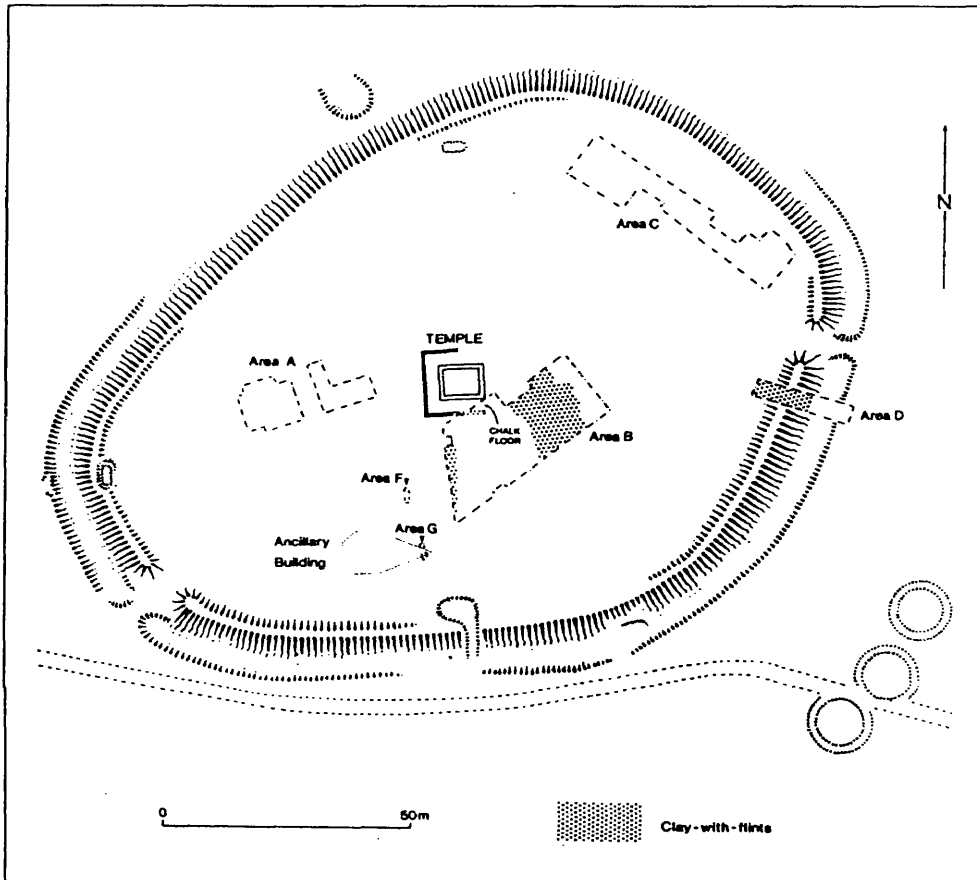 N
Area C
TEMPLE
Area A
CHALK
FLOOR
Area B
Area D
Area F
Area G
Ancillary
Building
0
50m
Clay-with-flints